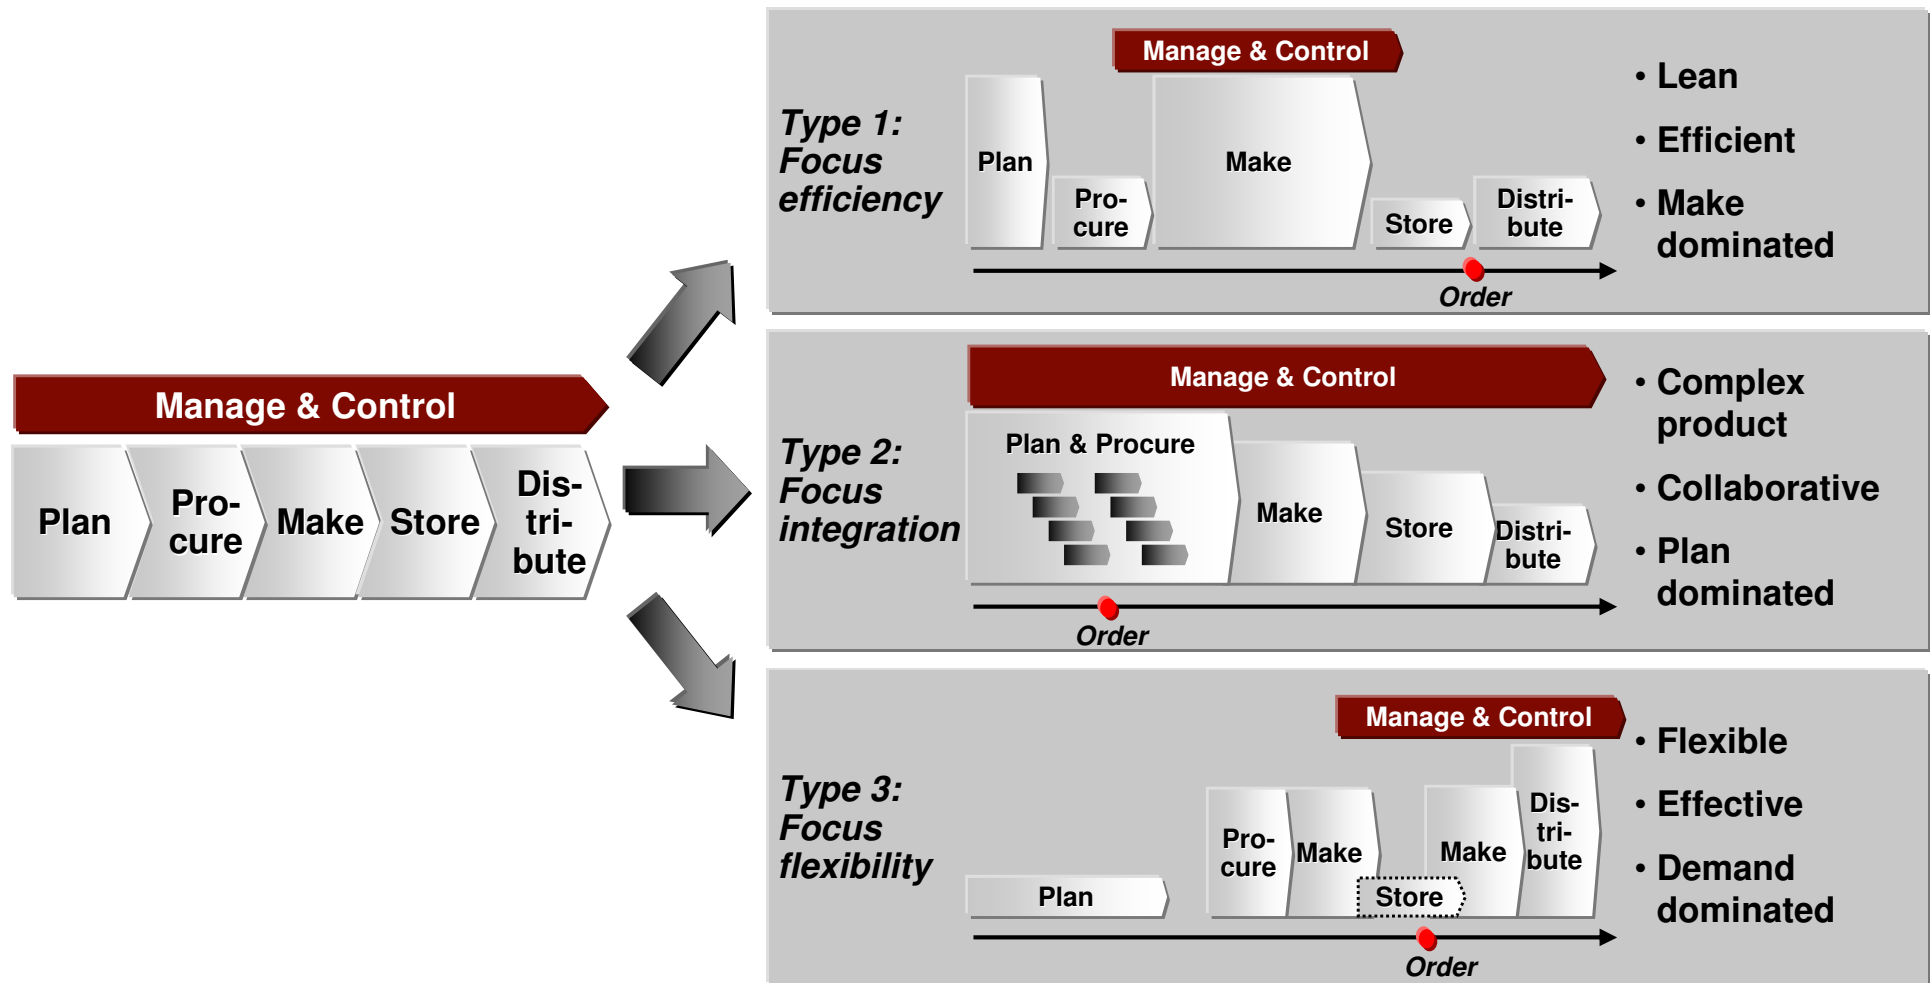 Manage & Control
Plan
Pro-
cure
Make
Store
Dis-
tri-
bute
Type 1:
Focus
efficiency
Manage & Control
Plan
Pro-
cure
Make
Store
Distri-
bute
Order
• Lean
• Efficient
• Make
dominated
Type 2:
Focus
integration
Manage & Control
Plan & Procure
Make
Store
Distri-
bute
Order
• Complex
product
• Collaborative
• Plan
dominated
Type 3:
Focus
flexibility
Manage & Control
Plan
Pro-
cure
Make
Store
Make
Dis-
tri-
bute
Order
• Flexible
• Effective
• Demand
dominated